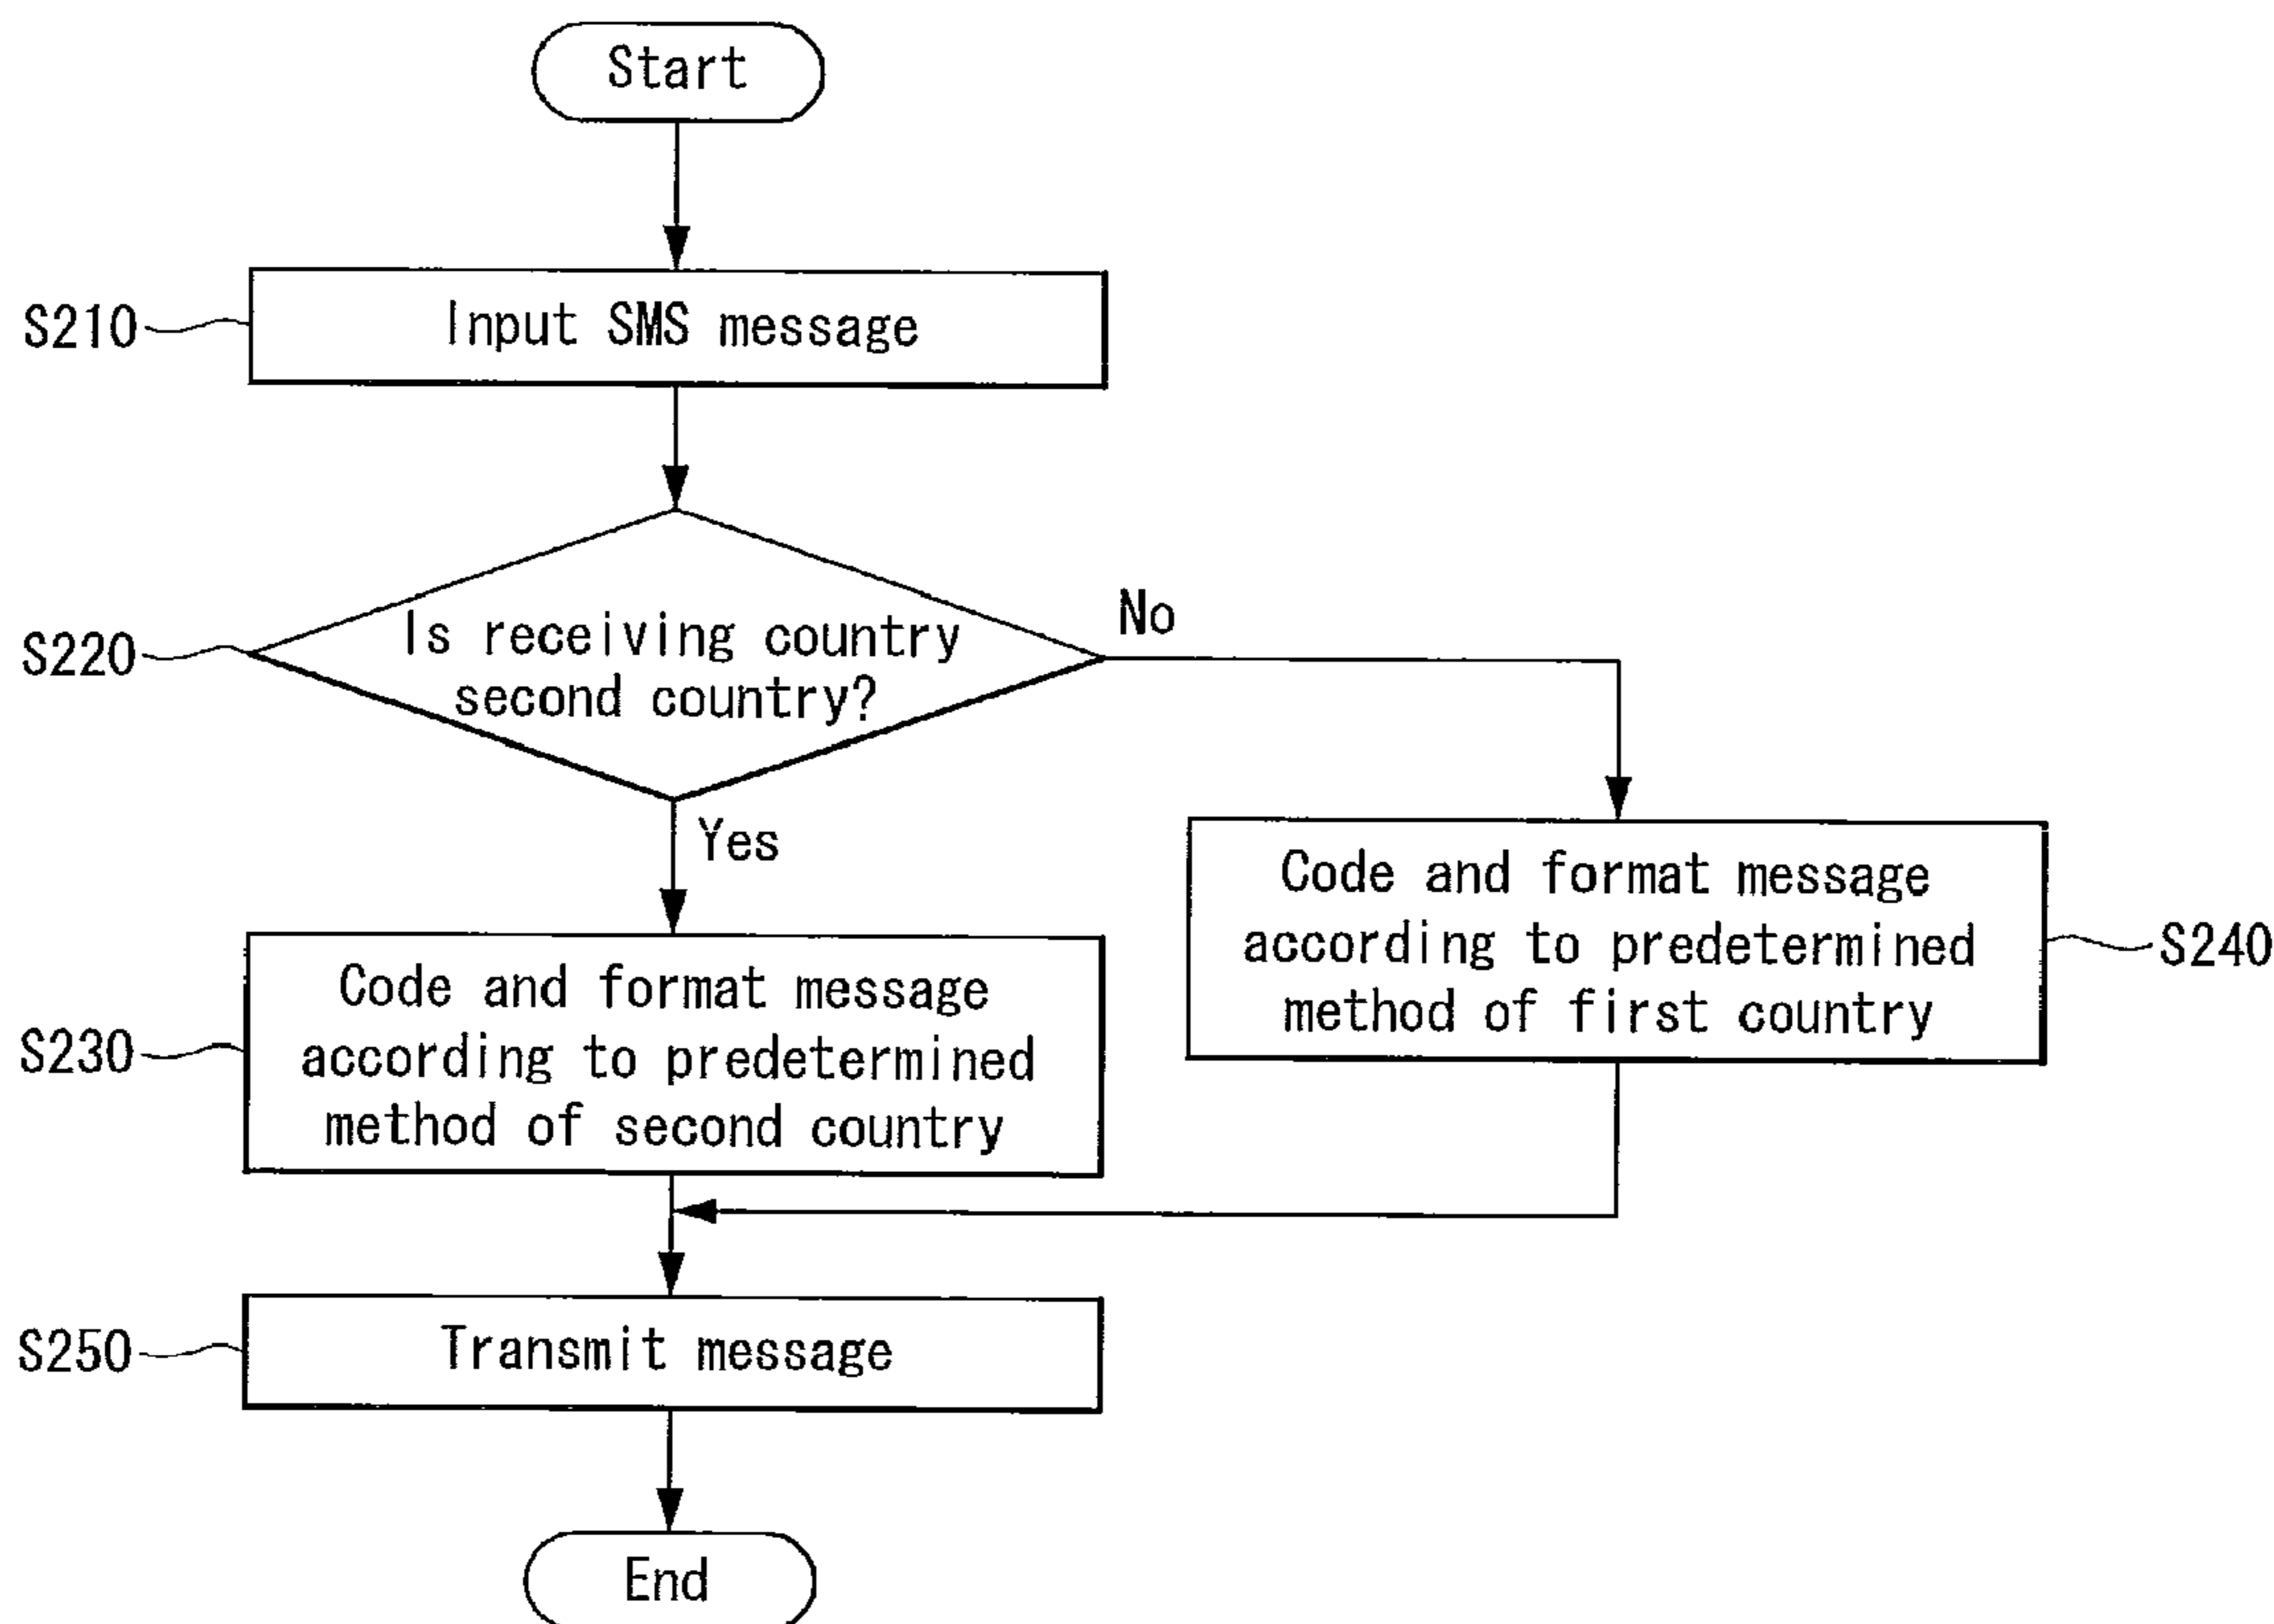 Start
S210
Input SMS message
S220
Is receiving country
second country?
No
Yes
Code and format message
according to predetermined
method of first country
S240
S230
Code and format message
according to predetermined
method of second country
S250
Transmit message
End